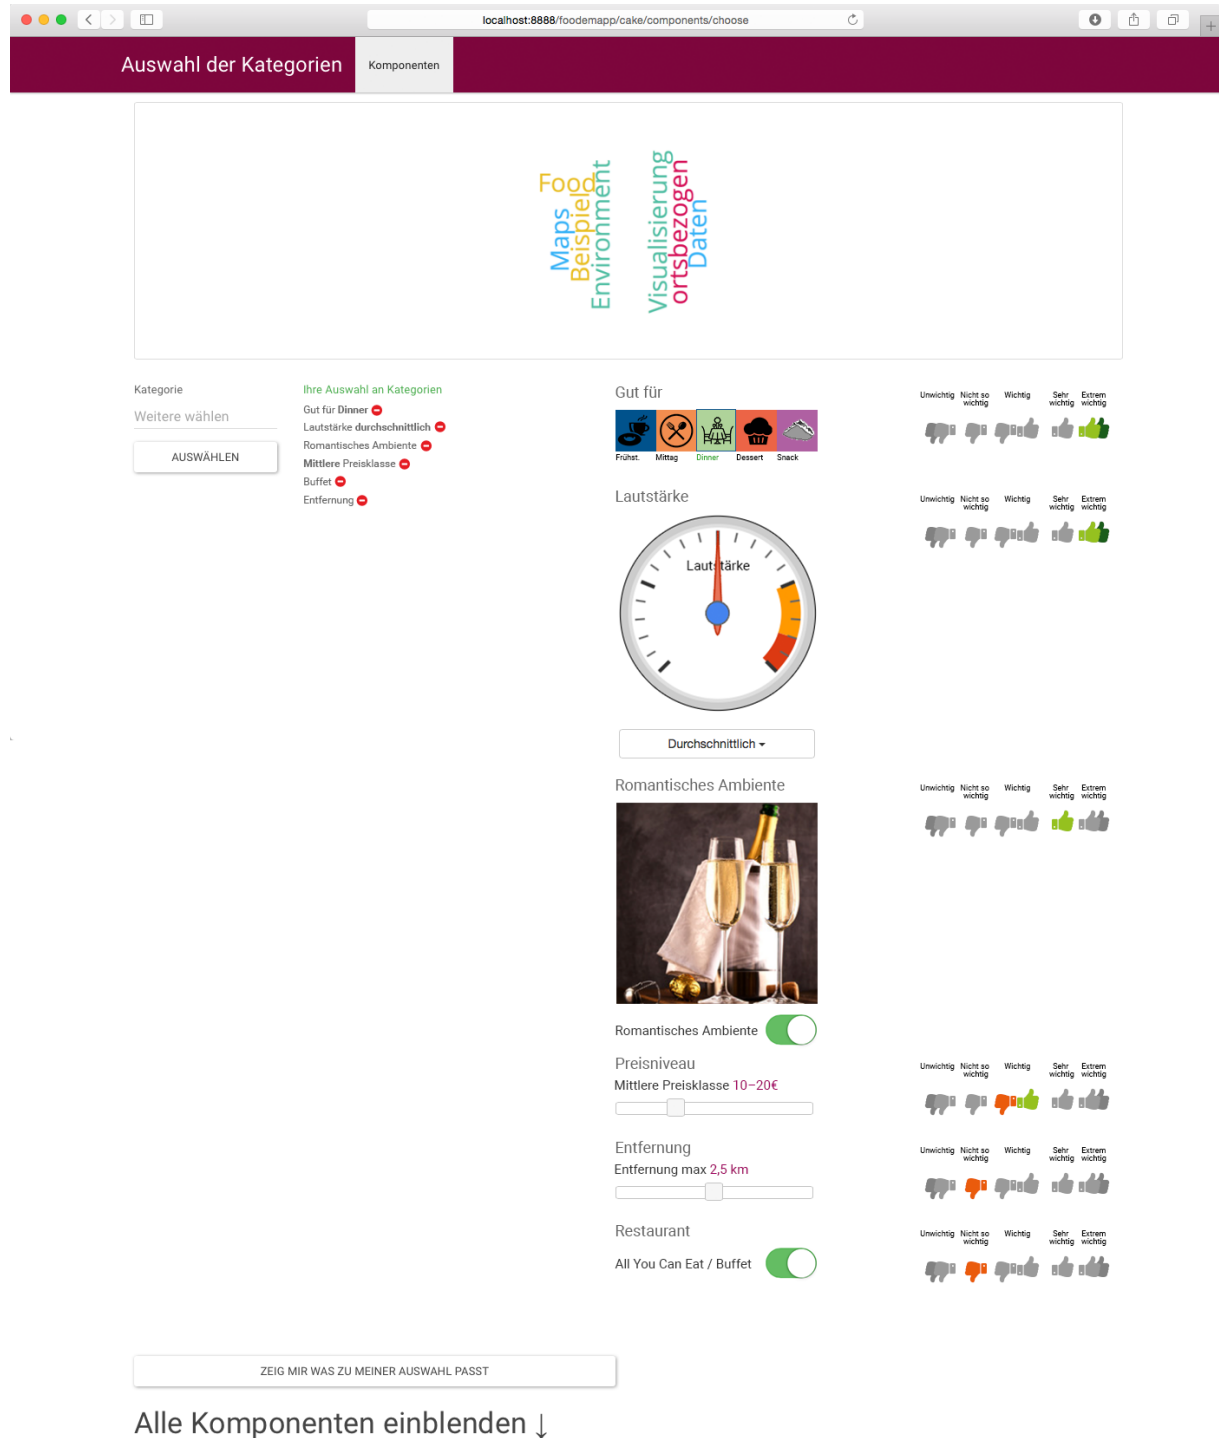 localhost:8888/foodemapp/cake/components/choose
Auswahl der Kategorien
Komponenten
Food
Maps
Beispiel
Environment
Visualisierung
ortsbezogen
Daten
Kategorie
Weitere wählen
AUSWÄHLEN
Ihre Auswahl an Kategorien
Gut für Dinner
Lautstärke durchschnittlich
Romantisches Ambiente
Mittlere Preisklasse
Buffet
Entfernung
Gut für
Frühst. Mittag Dinner Dessert Snack
Unwichtig Nicht so wichtig Wichtig Sehr wichtig Extrem wichtig
Lautstärke
Lautstärke
Durchschnittlich
Unwichtig Nicht so wichtig Wichtig Sehr wichtig Extrem wichtig
Romantisches Ambiente
Romantisches Ambiente
Unwichtig Nicht so wichtig Wichtig Sehr wichtig Extrem wichtig
Preisniveau
Mittlere Preisklasse 10–20€
Unwichtig Nicht so wichtig Wichtig Sehr wichtig Extrem wichtig
Entfernung
Entfernung max 2,5 km
Unwichtig Nicht so wichtig Wichtig Sehr wichtig Extrem wichtig
Restaurant
All You Can Eat / Buffet
Unwichtig Nicht so wichtig Wichtig Sehr wichtig Extrem wichtig
ZEIG MIR WAS ZU MEINER AUSWAHL PASST
Alle Komponenten einblenden ↓